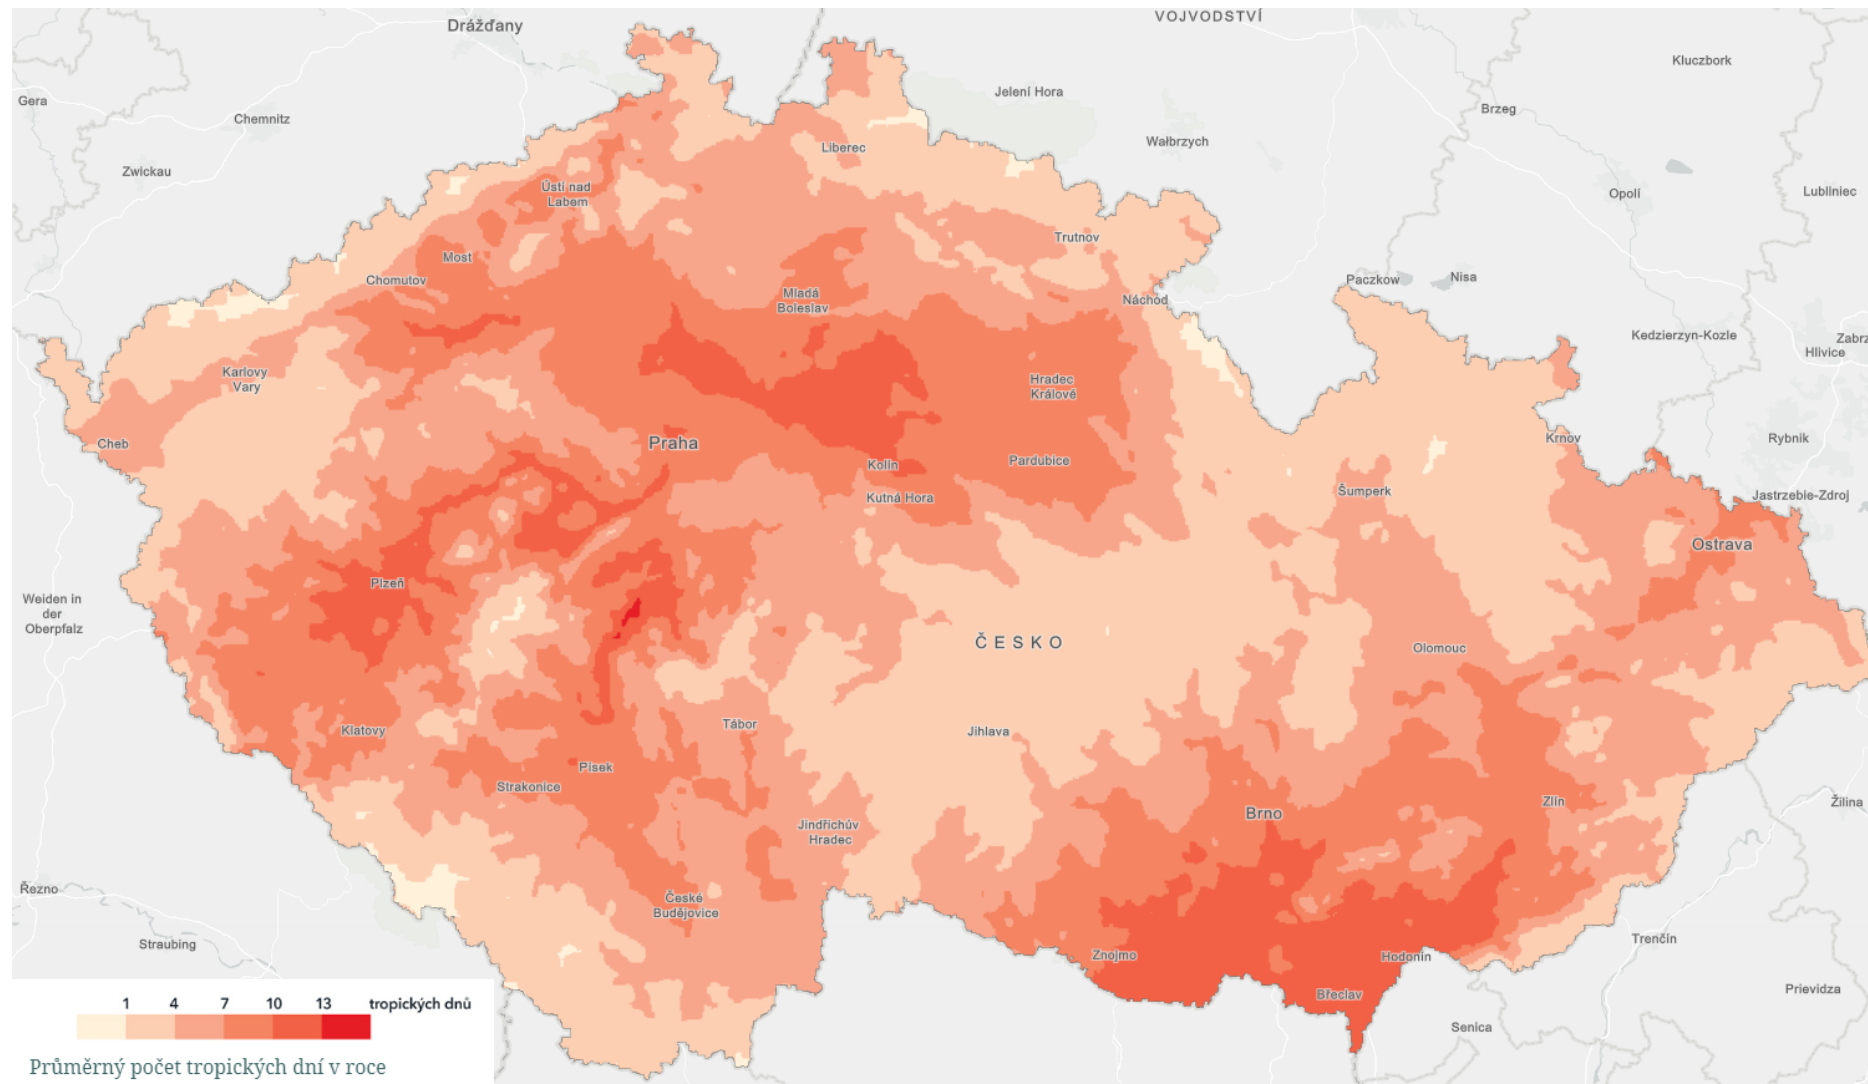 VOJVODSTVÍ
Drážďany
Kluczbork
Jelení Hora
Gera
Brzeg
Chemnitz
Wałbrzych
Liberec
Zwickau
Ústí nad
Labem
Opolí
Lubliniec
Trutnov
Most
Chomutov
Paczkow
Nisa
Mladá
Boleslav
Náchod
Kedzierzyn-Kozle
Zabrz
Hlivice
Karlovy
Vary
Hradec
Králové
Cheb
Praha
Krnov
Rybnik
Kolín
Pardubice
Kutná Hora
Šumperk
Jastrzebie-Zdroj
Ostrava
Plzeň
Weiden in
der
Oberpfalz
ČESKO
Olomouc
Klatovy
Tábor
Jihlava
Písek
Strakonice
Zlín
Žilina
Brno
Jindřichův
Hradec
Řezno
České
Budějovice
Straubing
Trenčín
Znojmo
Hodonín
Břeclav
Prievidza
Senica
1 4 7 10 13 tropických dnů
Průměrný počet tropických dní v roce